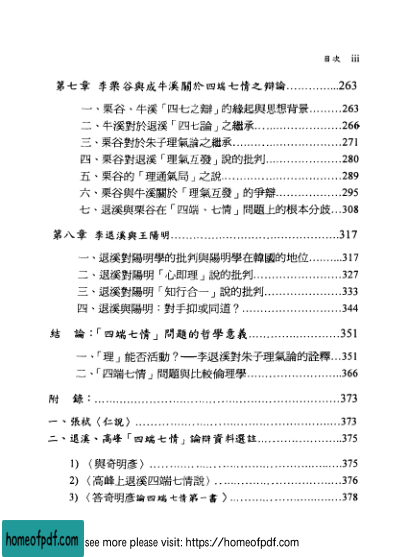 目次 iii
第七章 李栗谷與成牛溪關於四端七情之辯論..............263
一、栗谷、牛溪「四七之辯」的緣起與思想背景.........263
二、牛溪對於退溪「四七論」之繼承........................266
三、栗谷對於朱子理氣論之繼承..............................271
四、栗谷對退溪「理氣互發」說的批判.....................280
五、栗谷的「理通氣局」之說.................................289
六、栗谷與牛溪關於「理氣互發」的爭辯..................295
七、退溪與栗谷在「四端、七情」問題上的根本分歧...308
第八章 李退溪與王陽明.............................................317
一、退溪對陽明學的批判與陽明學在韓國的地位.........317
二、退溪對陽明「心即理」說的批判........................327
三、退溪對陽明「知行合一」說的批判.....................333
四、退溪與陽明：對手抑或同道？...........................344
結 論：「四端七情」問題的哲學意義........................351
一、「理」能否活動？──李退溪對朱子理氣論的詮釋...351
二、「四端七情」問題與比較倫理學...........................366
附 錄：...............................................................373
一、張栻〈仁說〉...................................................373
二、退溪、高峰「四端七情」論辯資料選註..................375
1) 〈與奇明彥〉................................................375
2) 〈高峰上退溪四端七情說〉..............................376
3) 〈答奇明彥論四端七情第一書〉.......................378
homeofpdf.com
see more please visit: https://homeofpdf.com